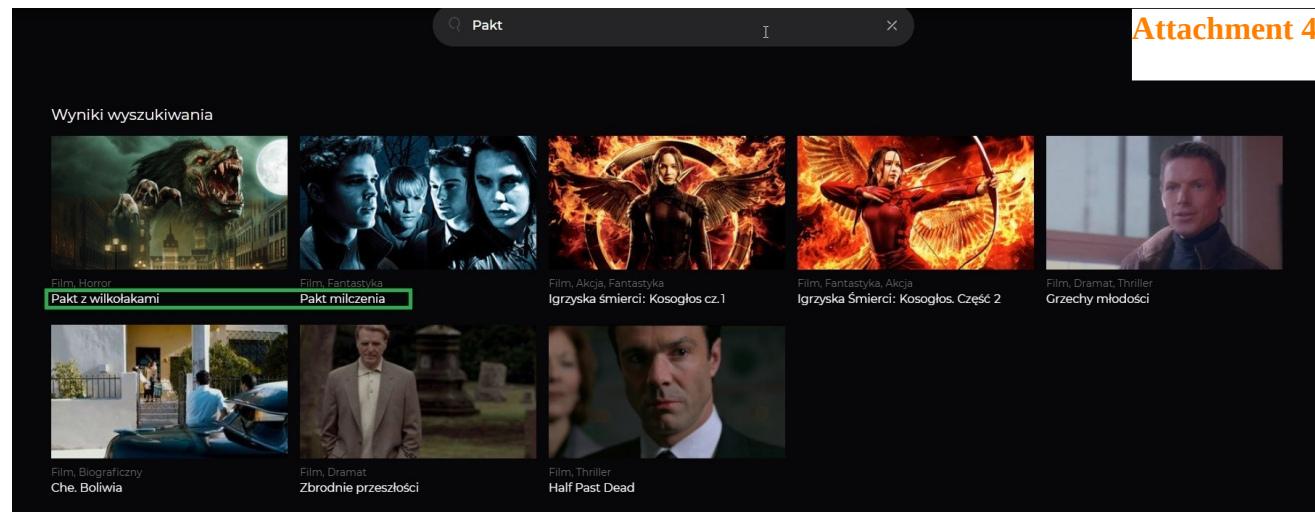 Pakt
Attachment 4
Wyniki wyszukiwania
Film, Horror
Pakt z wilkołakami
Film, Fantastyka
Pakt milczenia
Film, Akcja, Fantastyka
Igrzyska śmierci: Kosogłos cz.1
Film, Fantastyka, Akcja
Igrzyska Śmierci: Kosogłos. Część 2
Film, Dramat, Thriller
Grzechy młodości
Film, Biograficzny
Che. Boliwia
Film, Dramat
Zbrodnie przeszłości
Film, Thriller
Half Past Dead